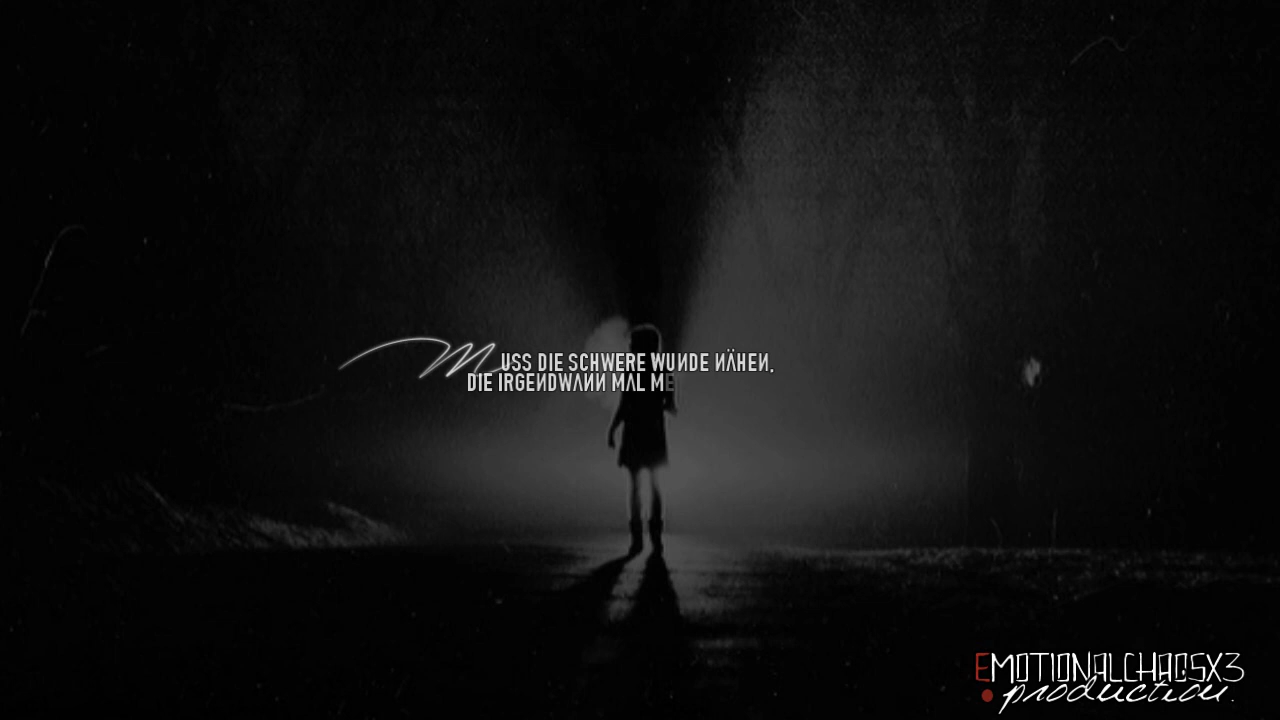 MUSS DIE SCHWERE WUNDE NÄHEN.
DIE IRGENDWANN MAL ME
EMOTIONALCHAOSX3
production.